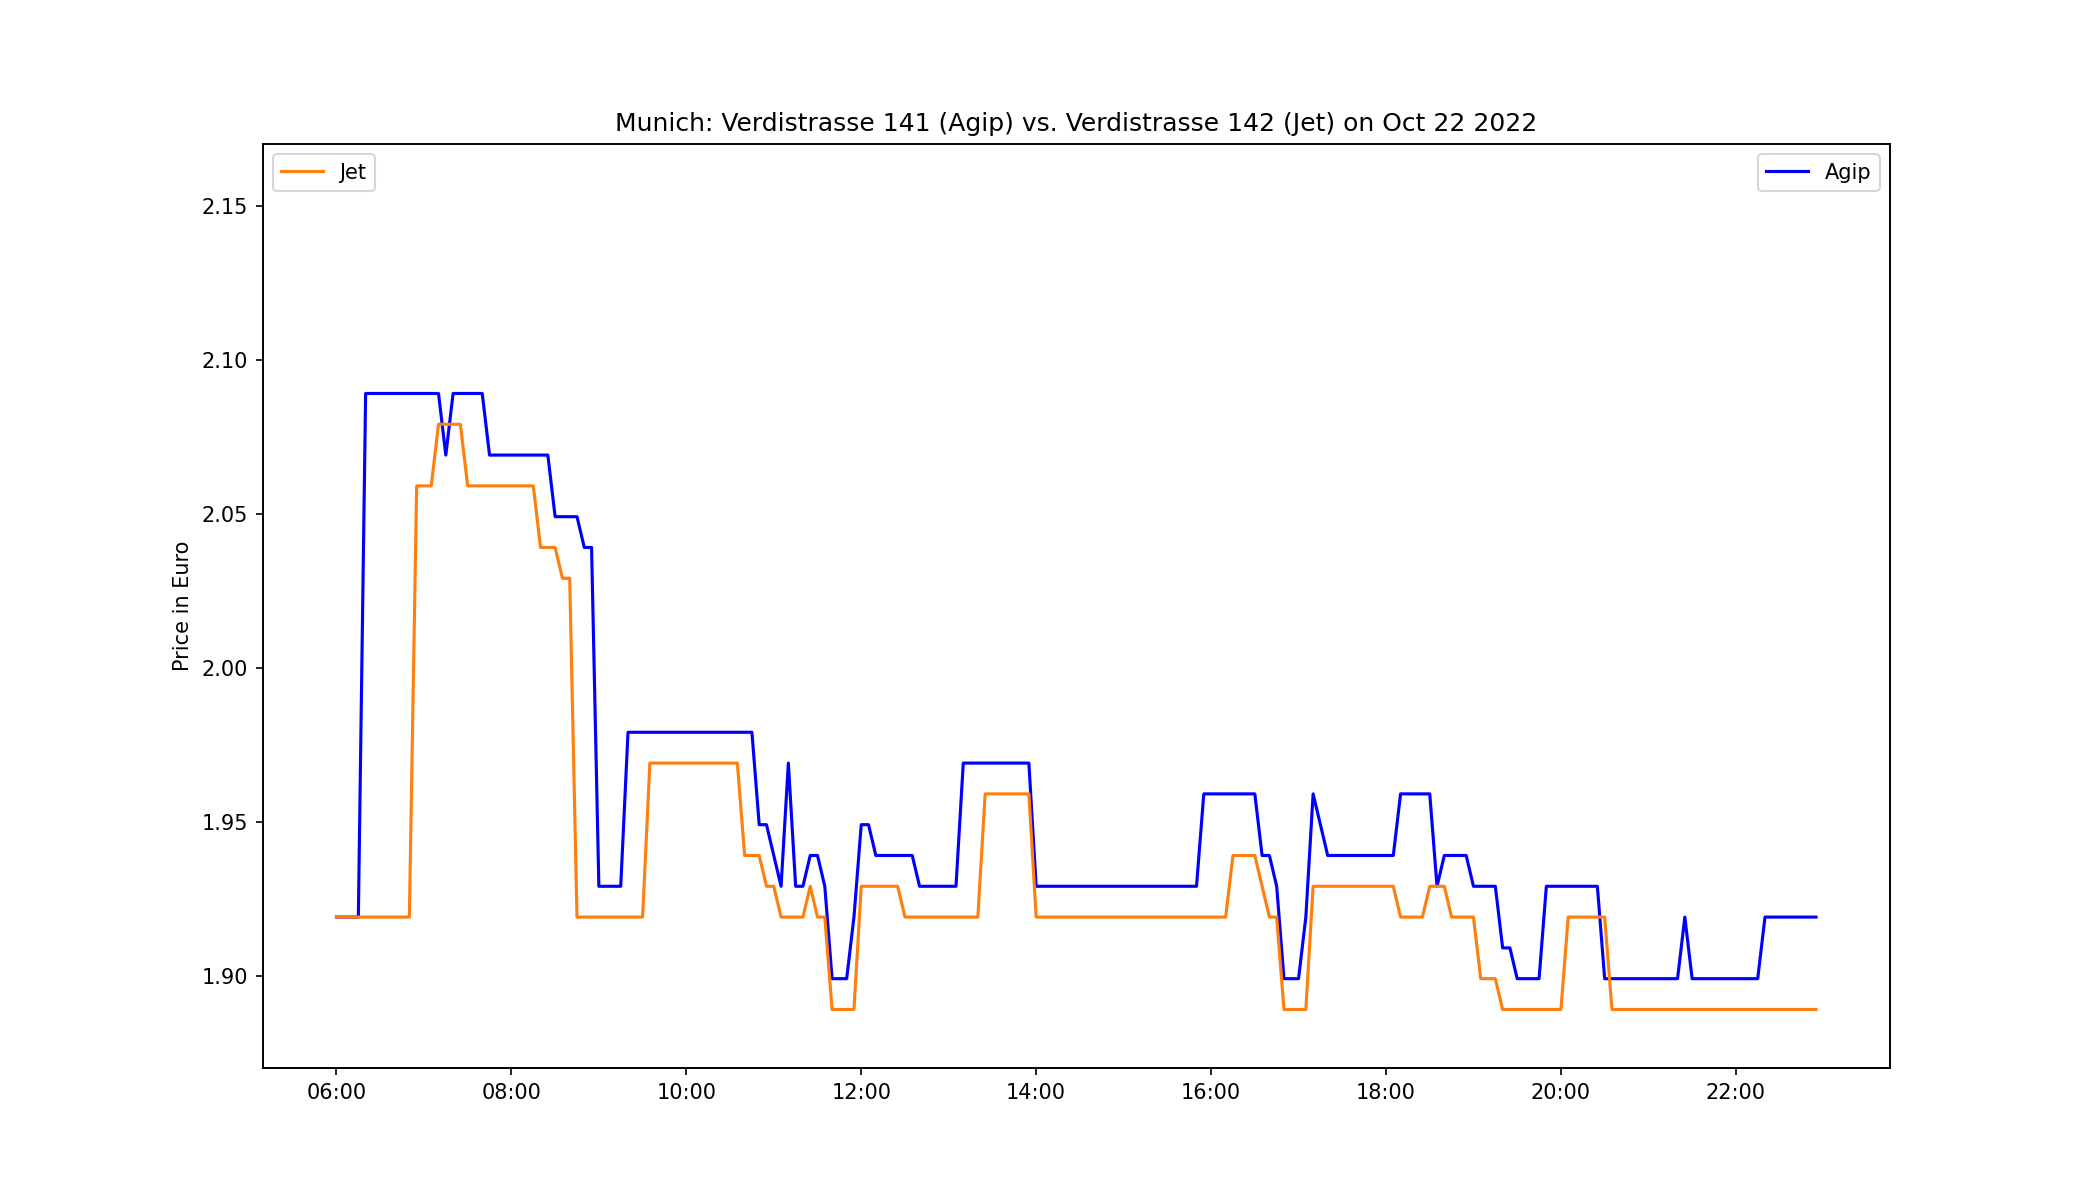 Munich: Verdistrasse 141 (Agip) vs. Verdistrasse 142 (Jet) on Oct 22 2022
Jet
Agip
2.15
2.10
2.05
2.00
1.95
1.90
Price in Euro
06:00 08:00 10:00 12:00 14:00 16:00 18:00 20:00 22:00